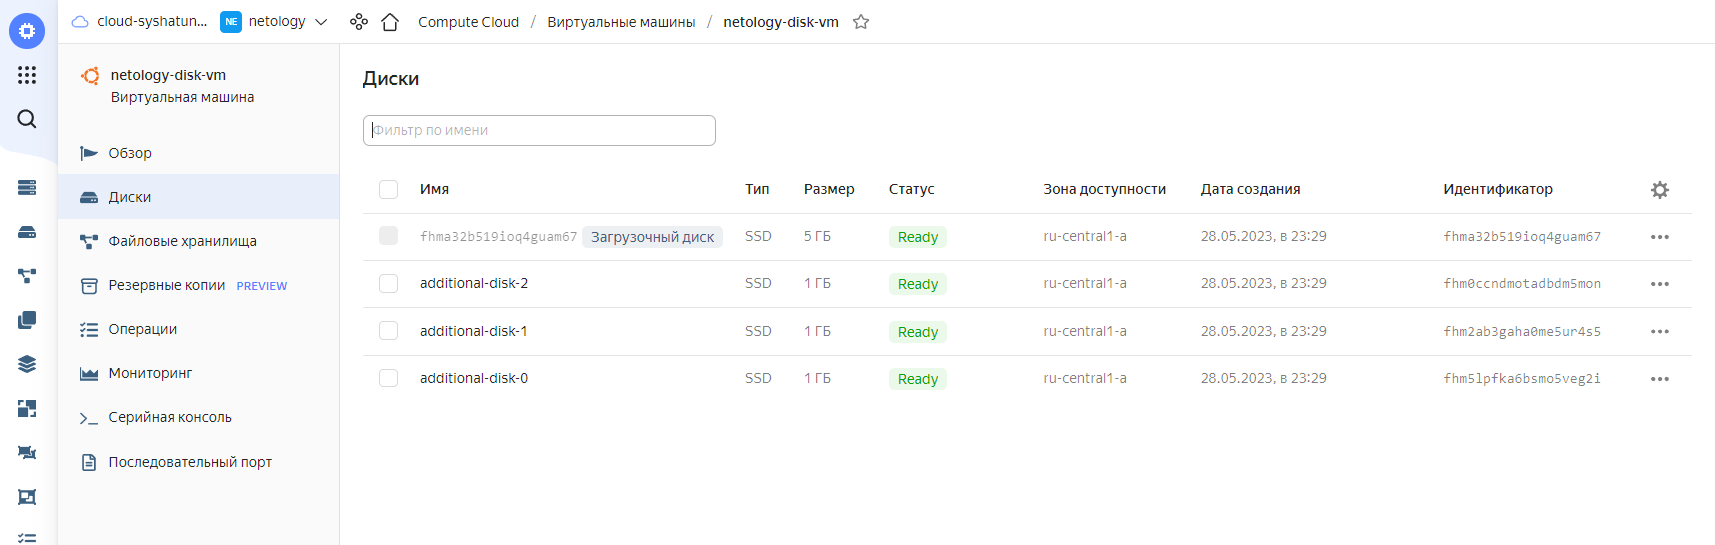 cloud-syshatun... NE netology Compute Cloud / Виртуальные машины / netology-disk-vm
netology-disk-vm
Виртуальная машина
Обзор
Диски
Файловые хранилища
Резервные копии PREVIEW
Операции
Мониторинг
Серийная консоль
Последовательный порт
Диски
Фильтр по имени
Имя Тип Размер Статус Зона доступности Дата создания Идентификатор
fhma32b519ioq4guam67 Загрузочный диск SSD 5 ГБ Ready ru-central1-a 28.05.2023, в 23:29 fhma32b519ioq4guam67
additional-disk-2 SSD 1 ГБ Ready ru-central1-a 28.05.2023, в 23:29 fhm0ccndmotadbdm5mon
additional-disk-1 SSD 1 ГБ Ready ru-central1-a 28.05.2023, в 23:29 fhm2ab3gaha0me5ur4s5
additional-disk-0 SSD 1 ГБ Ready ru-central1-a 28.05.2023, в 23:29 fhm5lpfka6bsmo5veg2i